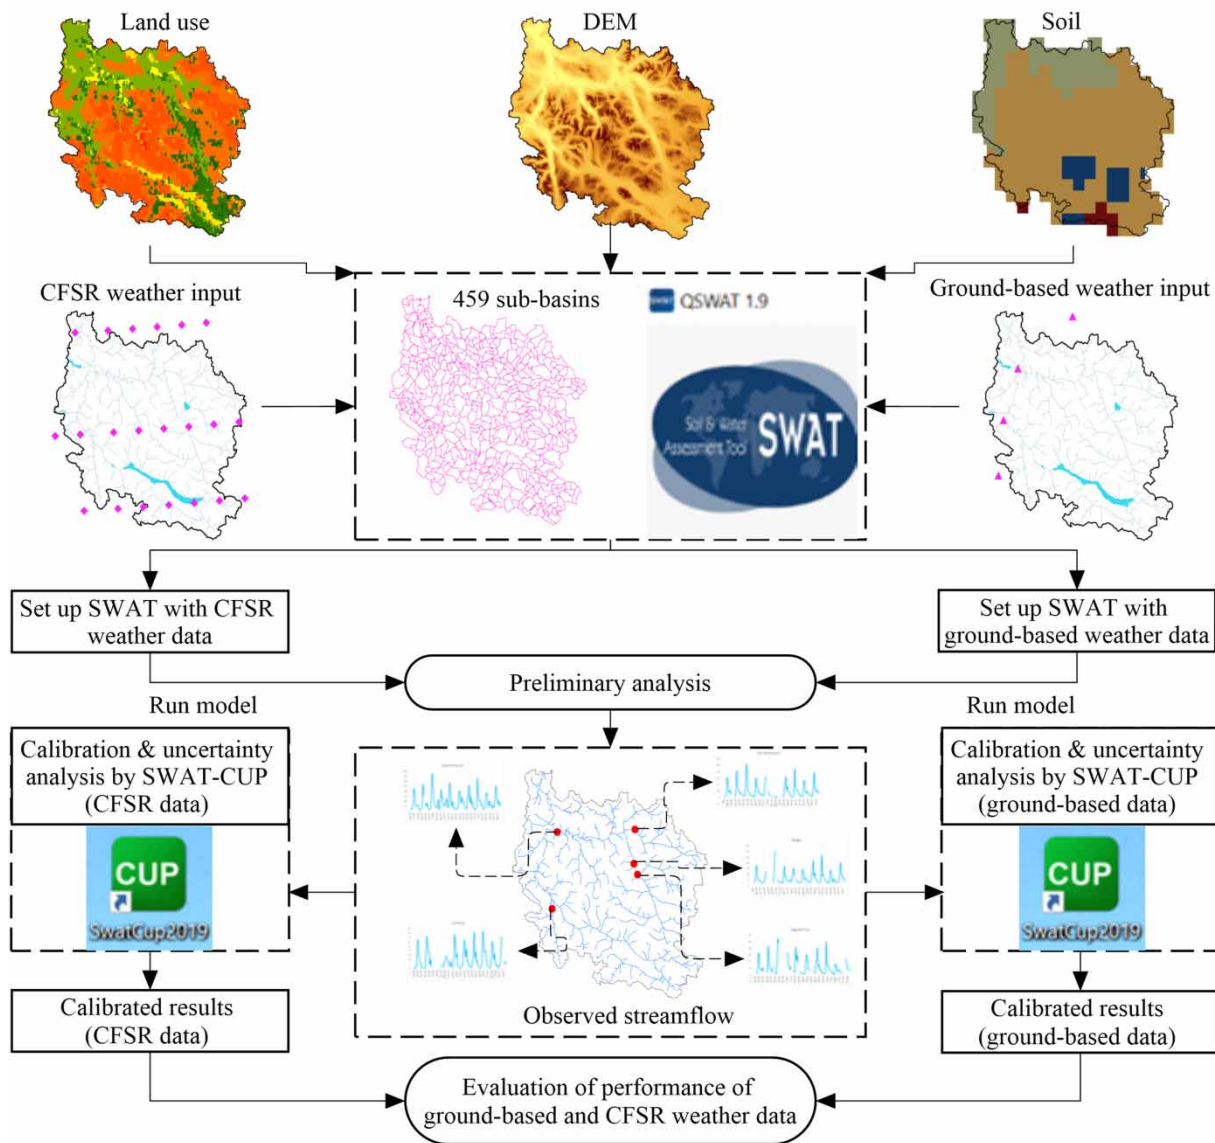 Land use
DEM
Soil
CFSR weather input
459 sub-basins
SWAT
QSWAT 1.9
Ground-based weather input
Soil & Water
Assessment Tool
SWAT
Set up SWAT with CFSR
weather data
Set up SWAT with
ground-based weather data
Preliminary analysis
Run model
Run model
Calibration & uncertainty
analysis by SWAT-CUP
(CFSR data)
Calibration & uncertainty
analysis by SWAT-CUP
(ground-based data)
CUP
SwatCup2019
CUP
SwatCup2019
Observed streamflow
Calibrated results
(CFSR data)
Calibrated results
(ground-based data)
Evaluation of performance of
ground-based and CFSR weather data